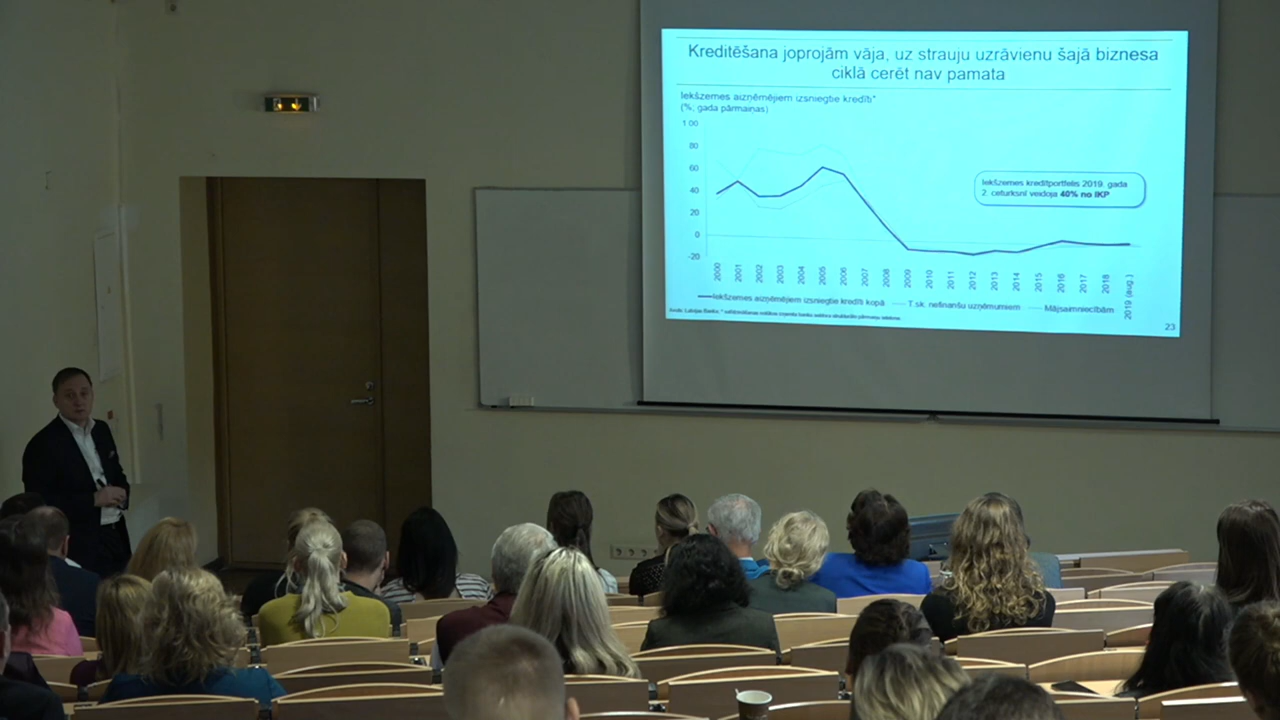 Kreditēšana joprojām vāja, uz strauju uzrāvienu šajā biznesa
ciklā cerēt nav pamata
Iekšzemes aizņēmējiem izsniegtie kredīti*
(%, gada pārmaiņas)
100
80
60
40
20
0
-20
Iekšzemes kredītportfelis 2019. gada
2. ceturksnī veidoja 40% no IKP
2000 2001 2002 2003 2004 2005 2006 2007 2008 2009 2010 2011 2012 2013 2014 2015 2016 2017 2018 2019 (aug.)
Iekšzemes aizņēmējiem izsniegtie kredīti kopā T.sk. nefinanšu uzņēmumiem Mājsaimniecībām
Avots: Latvijas Banka; *
23